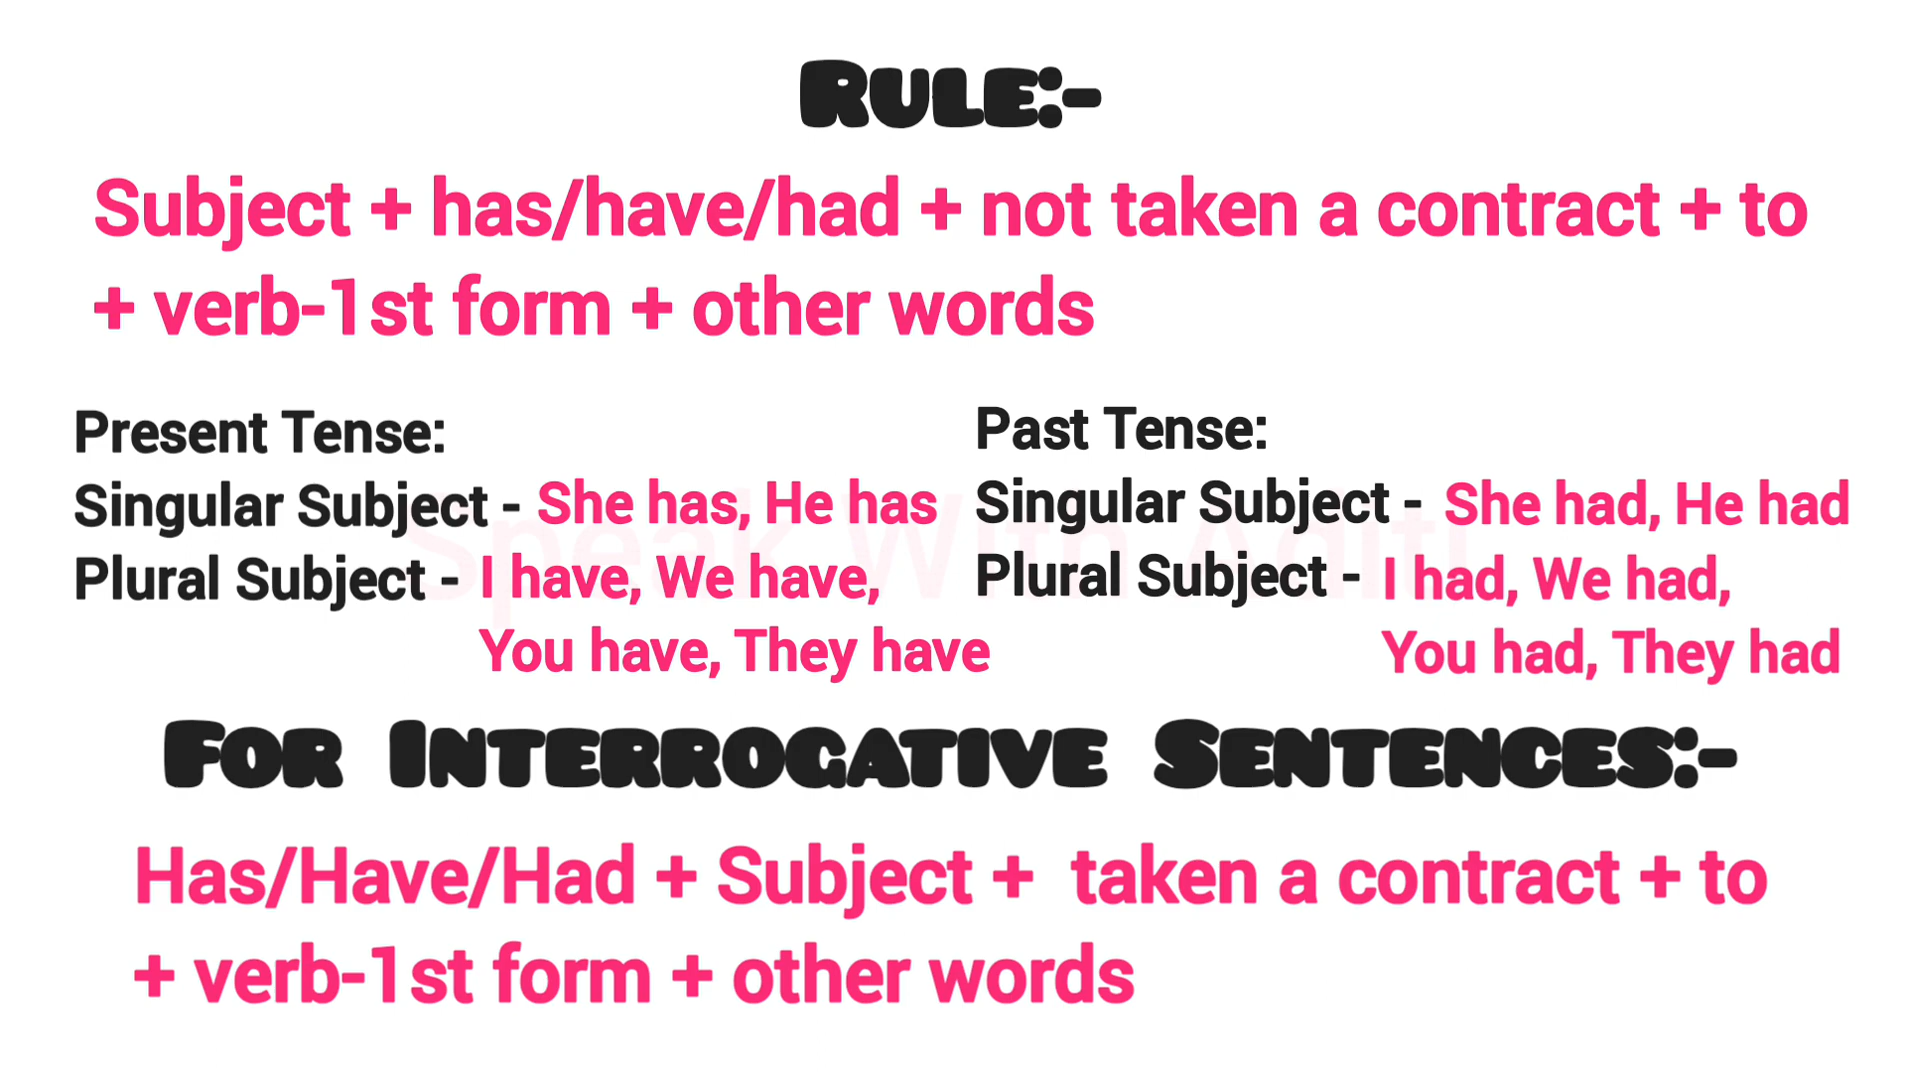 Rule:-
Subject + has/have/had + not taken a contract + to
+ verb-1st form + other words
Present Tense:
Singular Subject - She has, He has
Plural Subject - I have, We have,
You have, They have
Past Tense:
Singular Subject - She had, He had
Plural Subject - I had, We had,
You had, They had
For Interrogative Sentences:-
Has/Have/Had + Subject + taken a contract + to
+ verb-1st form + other words
Speak With Aditi